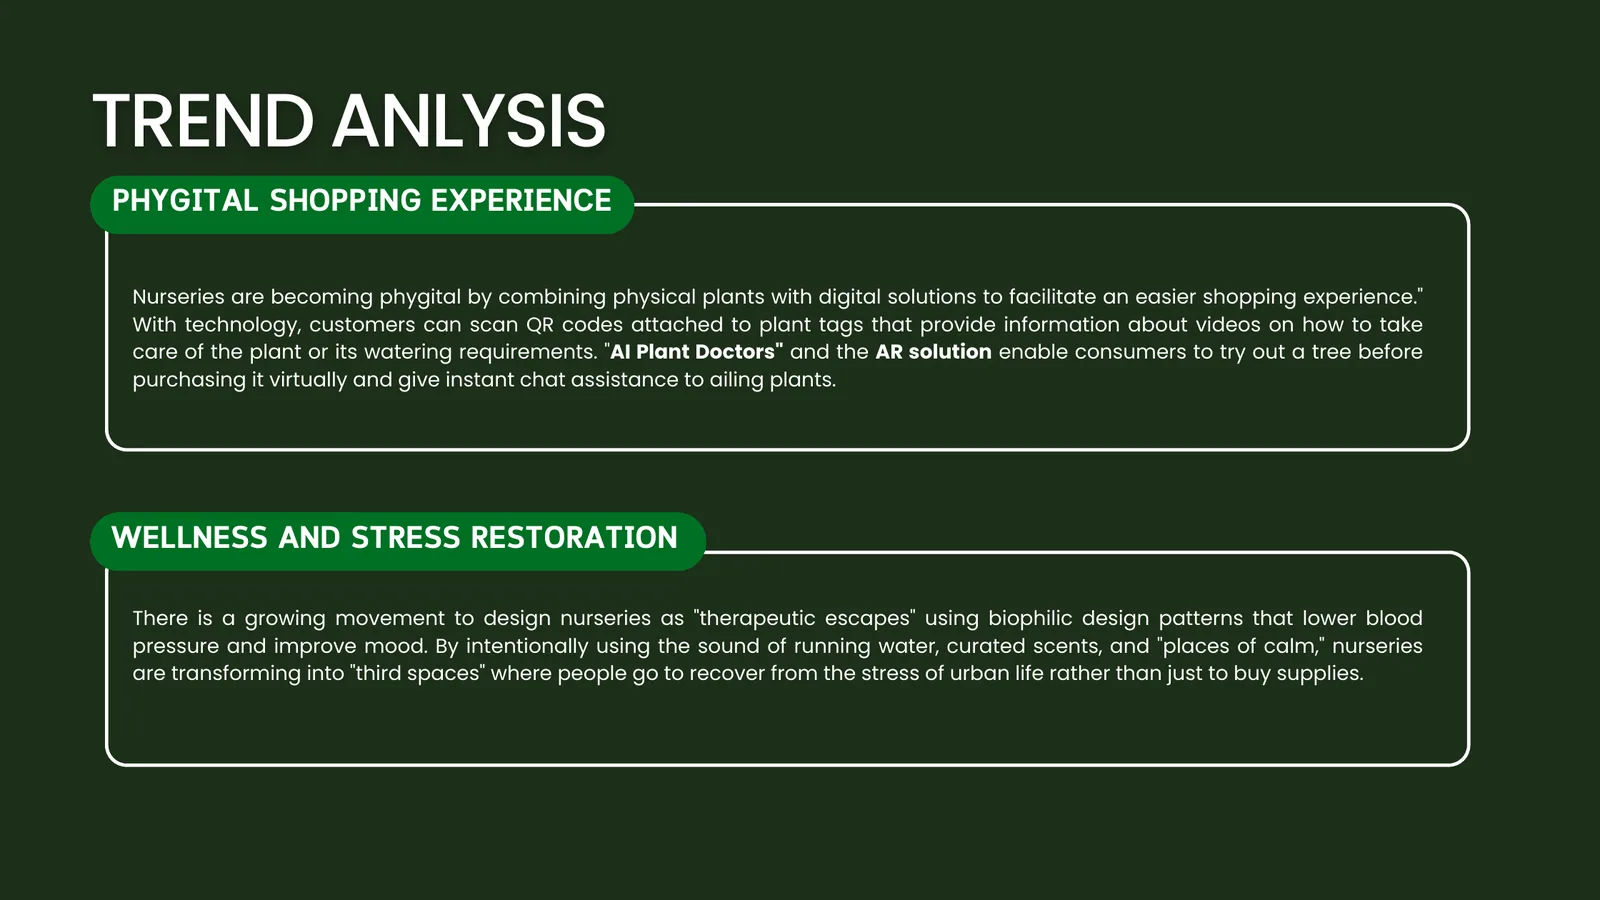 TREND ANLYSIS
PHYGITAL SHOPPING EXPERIENCE
Nurseries are becoming phygital by combining physical plants with digital solutions to facilitate an easier shopping experience."
With technology, customers can scan QR codes attached to plant tags that provide information about videos on how to take
care of the plant or its watering requirements. "AI Plant Doctors" and the AR solution enable consumers to try out a tree before
purchasing it virtually and give instant chat assistance to ailing plants.
WELLNESS AND STRESS RESTORATION
There is a growing movement to design nurseries as "therapeutic escapes" using biophilic design patterns that lower blood
pressure and improve mood. By intentionally using the sound of running water, curated scents, and "places of calm," nurseries
are transforming into "third spaces" where people go to recover from the stress of urban life rather than just to buy supplies.